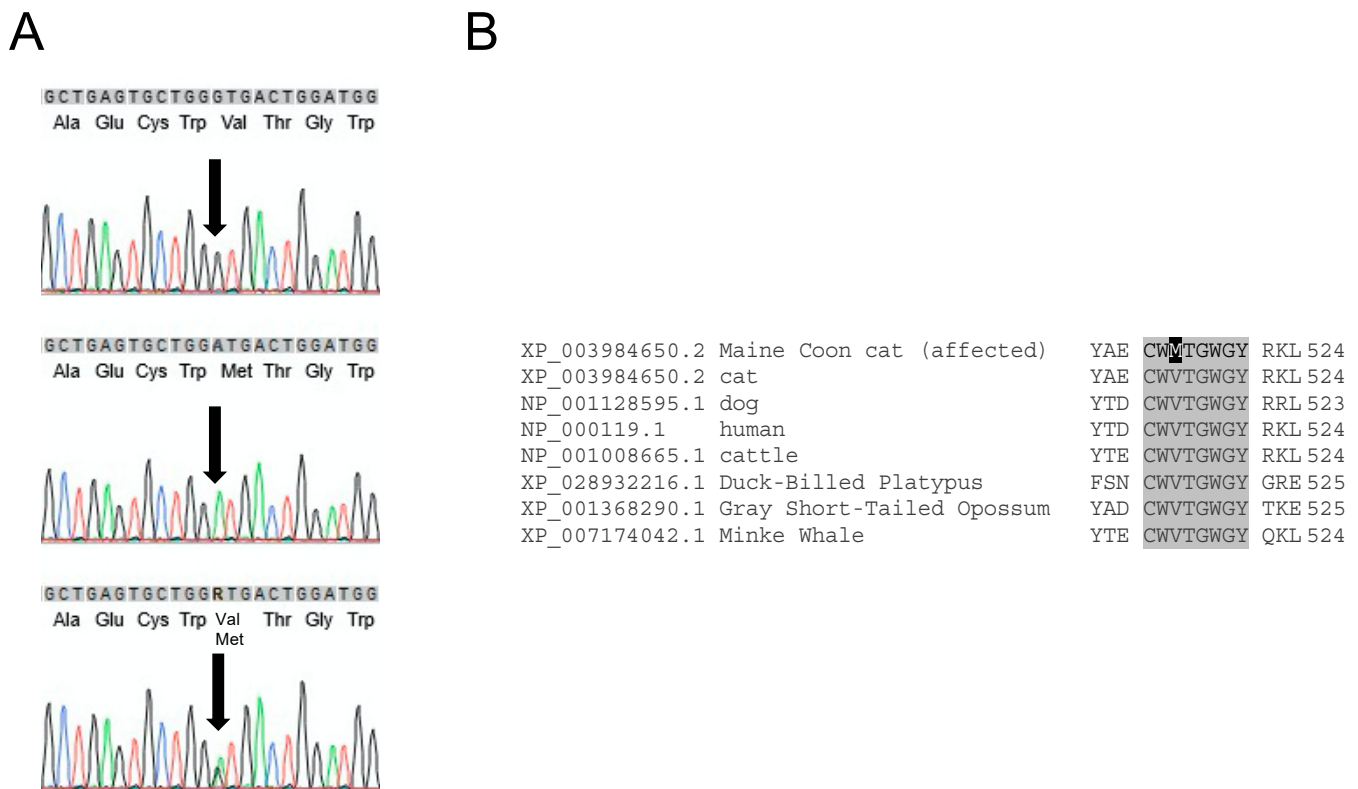 A
B
GCTGAGTGCTGGGTGACTGGATGG
Ala Glu Cys Trp Val Thr Gly Trp
GCTGAGTGCTGGATGACTGGATGG
Ala Glu Cys Trp Met Thr Gly Trp
GCTGAGTGCTGGRTGACTGGATGG
Ala Glu Cys Trp Val Thr Gly Trp
Met
XP_003984650.2 Maine Coon cat (affected) YAE CWMTGWGY RKL 524
XP_003984650.2 cat YAE CWVTGWGY RKL 524
NP_001128595.1 dog YTD CWVTGWGY RRL 523
NP_000119.1 human YTD CWVTGWGY RKL 524
NP_001008665.1 cattle YTE CWVTGWGY RKL 524
XP_028932216.1 Duck-Billed Platypus FSN CWVTGWGY GRE 525
XP_001368290.1 Gray Short-Tailed Opossum YAD CWVTGWGY TKE 525
XP_007174042.1 Minke Whale YTE CWVTGWGY QKL 524